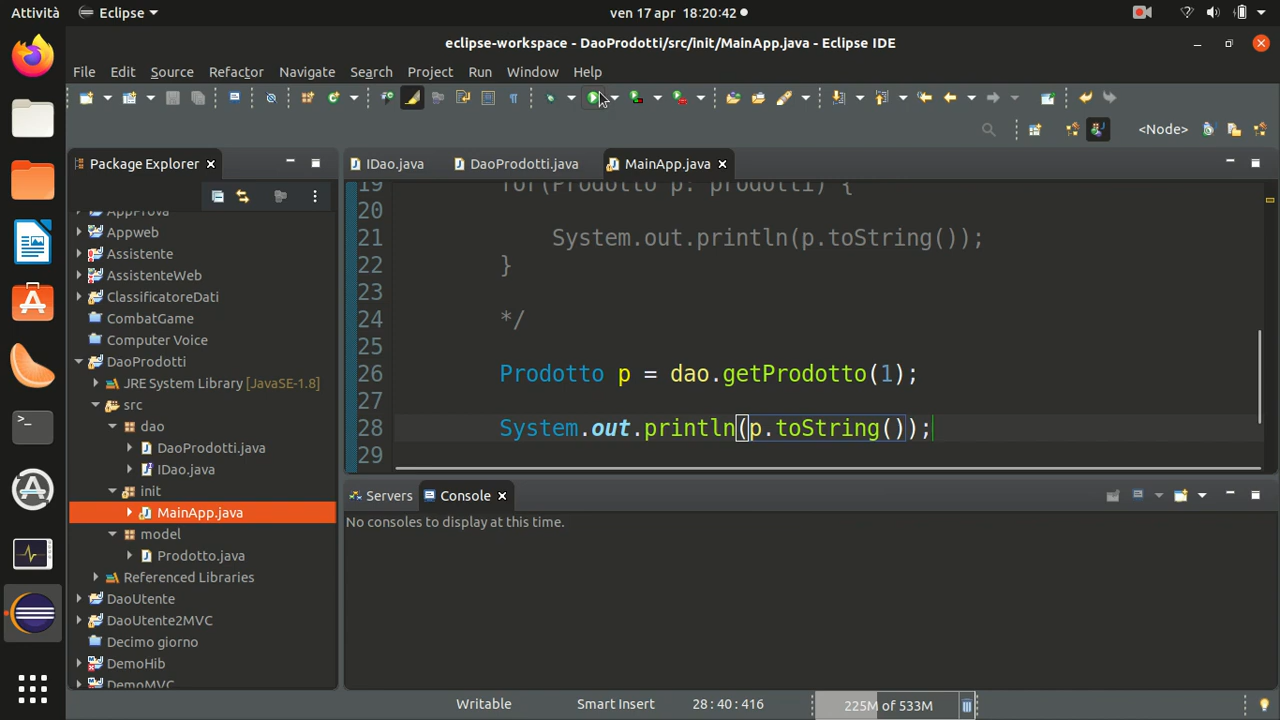 Attività
Eclipse
ven 17 apr 18:20:42
eclipse-workspace - DaoProdotti/src/init/MainApp.java - Eclipse IDE
File Edit Source Refactor Navigate Search Project Run Window Help
<Node>
Package Explorer
IDao.java
DaoProdotti.java
MainApp.java
AppProva
Appweb
Assistente
AssistenteWeb
ClassificatoreDati
CombatGame
Computer Voice
DaoProdotti
JRE System Library [JavaSE-1.8]
src
dao
DaoProdotti.java
IDao.java
init
MainApp.java
model
Prodotto.java
Referenced Libraries
DaoUtente
DaoUtente2MVC
Decimo giorno
DemoHib
DemoMVC
19 for(Prodotto p: prodotti) {
20
21 System.out.println(p.toString());
22 }
23
24 */
25
26 Prodotto p = dao.getProdotto(1);
27
28 System.out.println(p.toString());
29
Servers
Console
No consoles to display at this time.
Writable
Smart Insert
28 : 40 : 416
225M of 533M